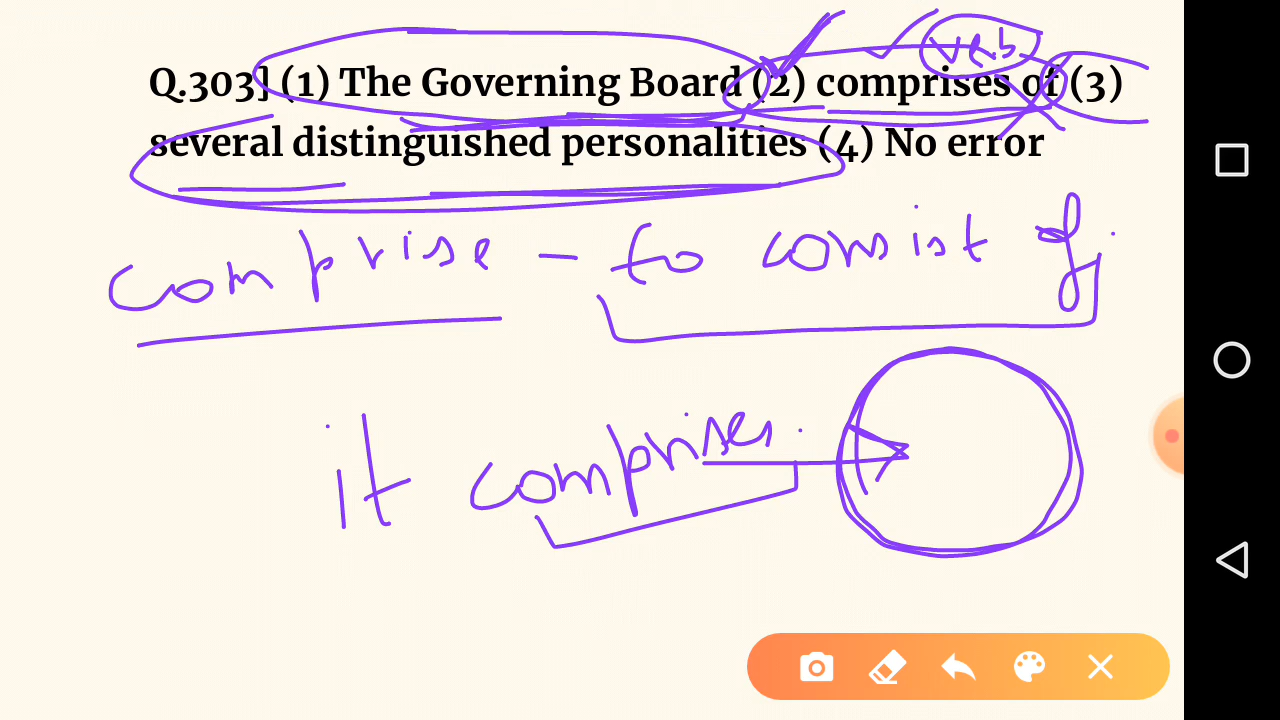 Q.303] (1) The Governing Board (2) comprises of (3)
several distinguished personalities (4) No error
verb
comprise - to consist of.
it comprises.